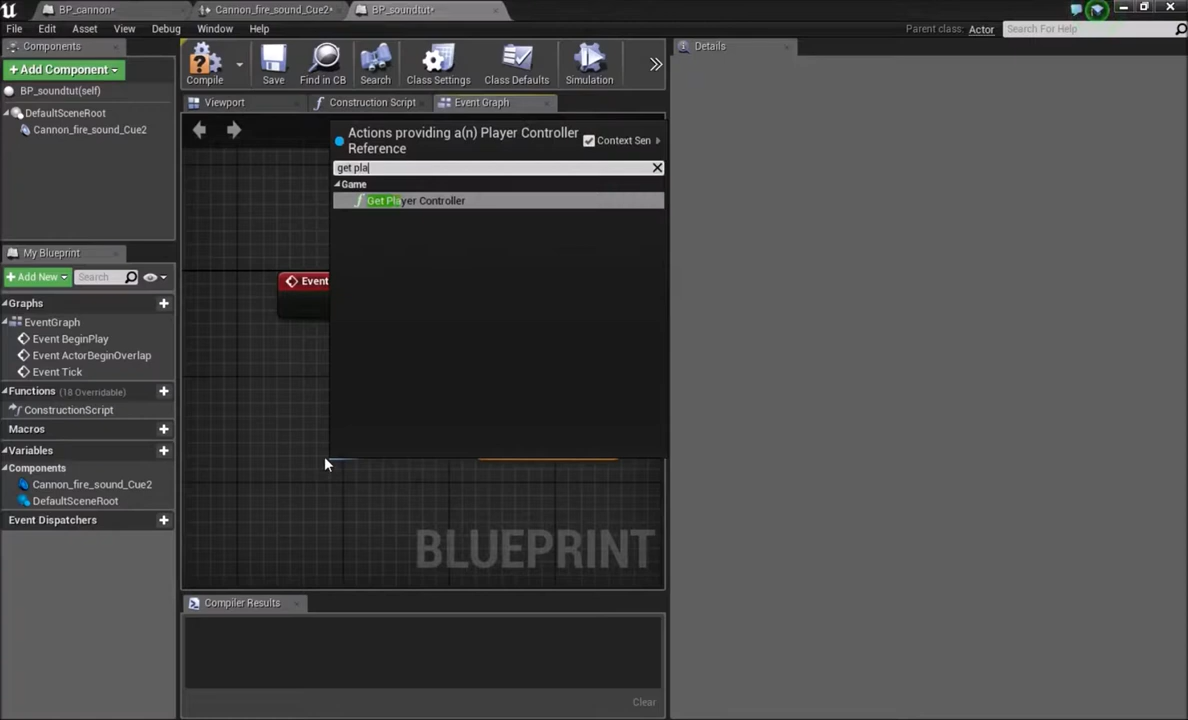 BP_cannon*
Cannon_fire_sound_Cue2*
BP_soundtut*
File Edit Asset View Debug Window Help
Parent class: Actor
Search For Help
Components
+Add Component
BP_soundtut(self)
DefaultSceneRoot
Cannon_fire_sound_Cue2
Compile
Save
Find in CB
Search
Class Settings
Class Defaults
Simulation
Details
Viewport
Construction Script
Event Graph
Actions providing a(n) Player Controller
Reference
Context Sen
get pla
Game
Get Player Controller
Event
BLUEPRINT
My Blueprint
+Add New
Search
Graphs
EventGraph
Event BeginPlay
Event ActorBeginOverlap
Event Tick
Functions (18 Overridable)
ConstructionScript
Macros
Variables
Components
Cannon_fire_sound_Cue2
DefaultSceneRoot
Event Dispatchers
Compiler Results
Clear